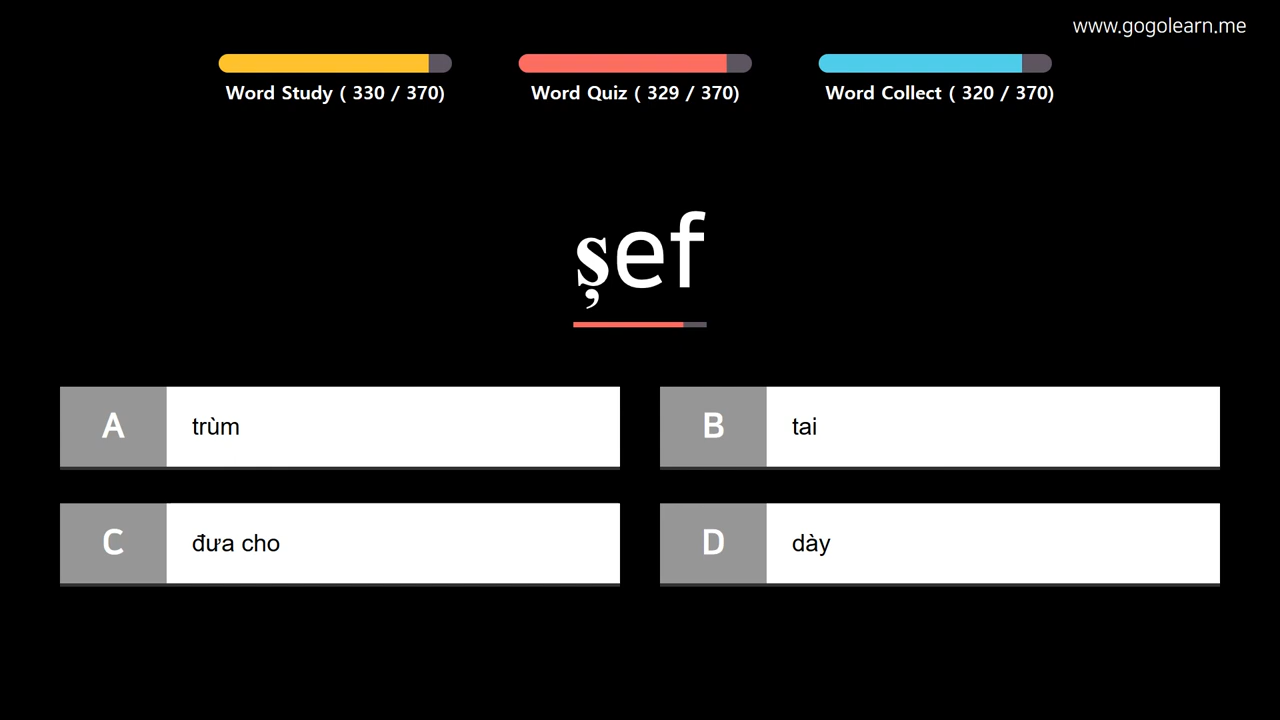 www.gogolearn.me
Word Study ( 330 / 370)
Word Quiz ( 329 / 370)
Word Collect ( 320 / 370)
șef
A trùm
B tai
C đưa cho
D dày